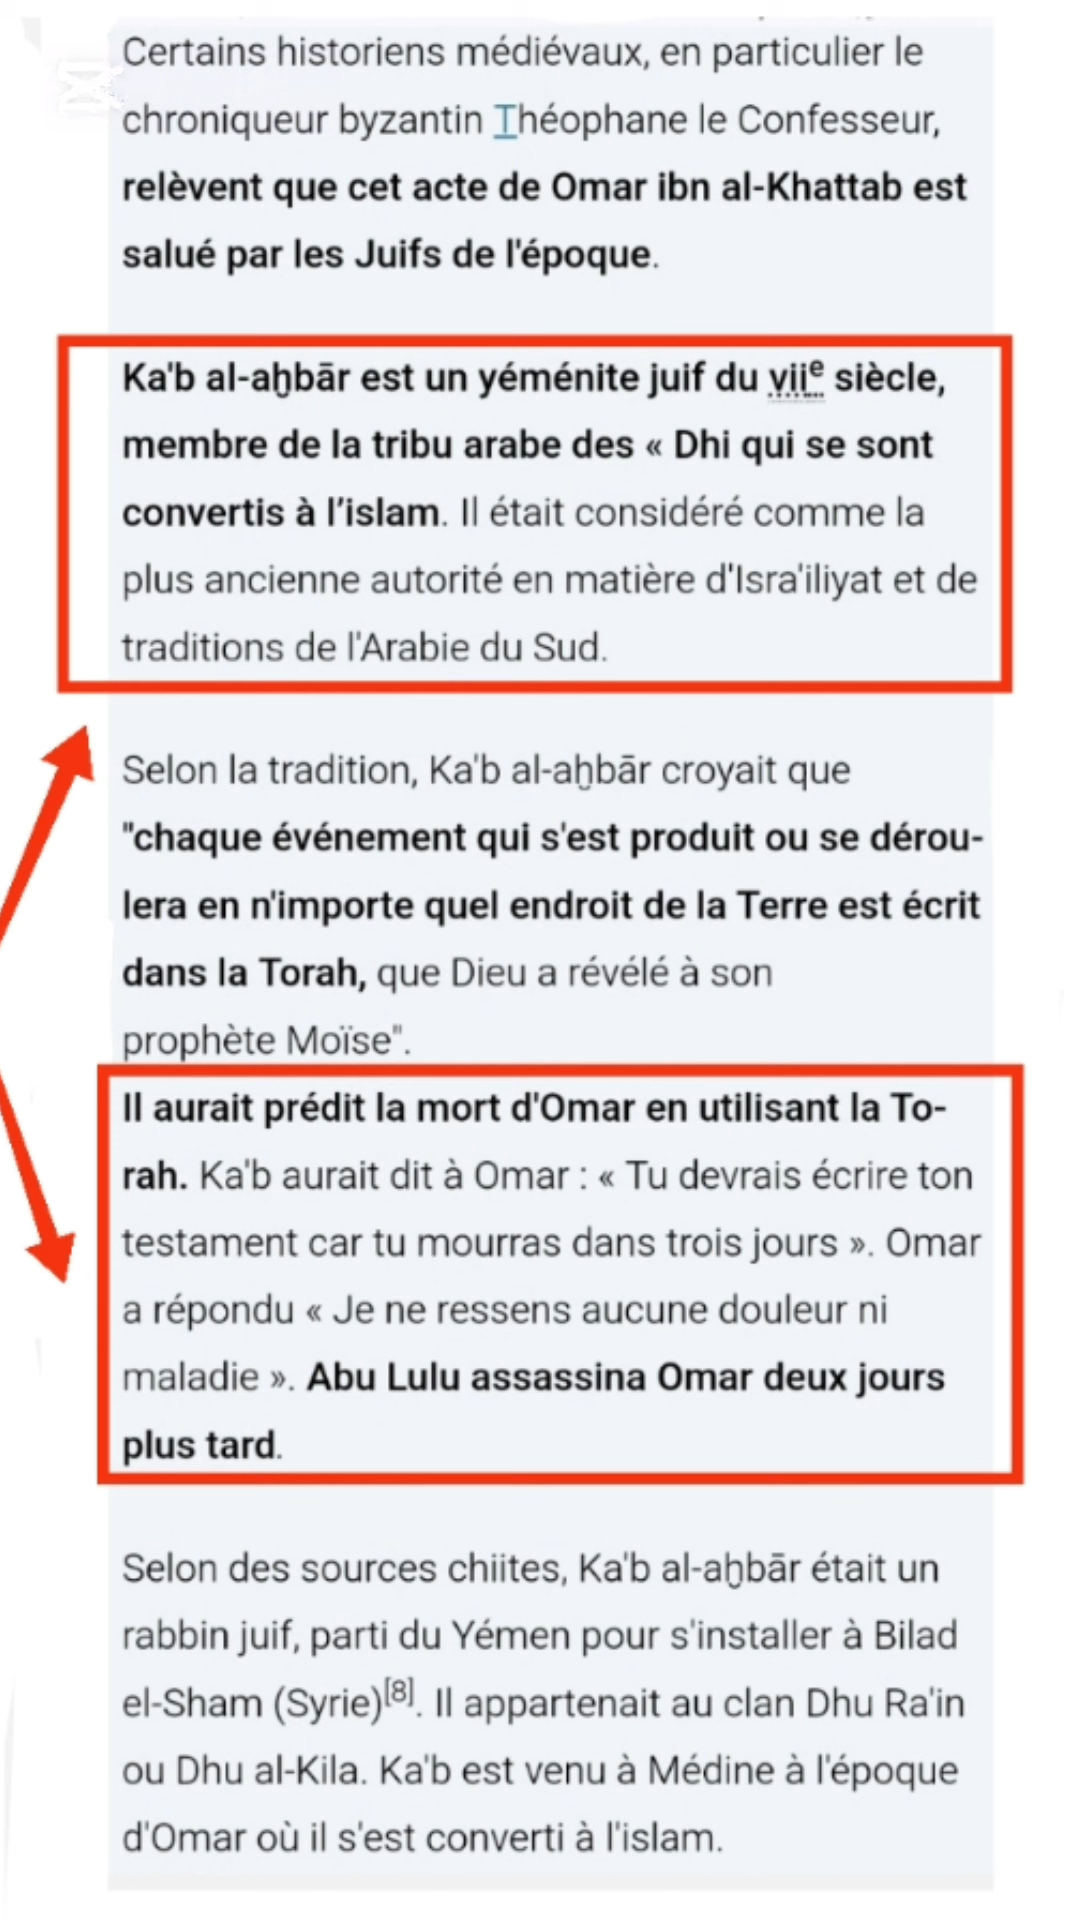 Certains historiens médiévaux, en particulier le
chroniqueur byzantin Théophane le Confesseur,
relèvent que cet acte de Omar ibn al-Khattab est
salué par les Juifs de l'époque.
Ka'b al-aḫbār est un yéménite juif du viiᵉ siècle,
membre de la tribu arabe des « Dhi qui se sont
convertis à l’islam. Il était considéré comme la
plus ancienne autorité en matière d'Isra'iliyat et de
traditions de l'Arabie du Sud.
Selon la tradition, Ka'b al-aḫbār croyait que
"chaque événement qui s'est produit ou se dérou-
lera en n'importe quel endroit de la Terre est écrit
dans la Torah, que Dieu a révélé à son
prophète Moïse".
Il aurait prédit la mort d'Omar en utilisant la To-
rah. Ka'b aurait dit à Omar : « Tu devrais écrire ton
testament car tu mourras dans trois jours ». Omar
a répondu « Je ne ressens aucune douleur ni
maladie ». Abu Lulu assassina Omar deux jours
plus tard.
Selon des sources chiites, Ka'b al-aḫbār était un
rabbin juif, parti du Yémen pour s'installer à Bilad
el-Sham (Syrie)[8]. Il appartenait au clan Dhu Ra'in
ou Dhu al-Kila. Ka'b est venu à Médine à l'époque
d'Omar où il s'est converti à l'islam.